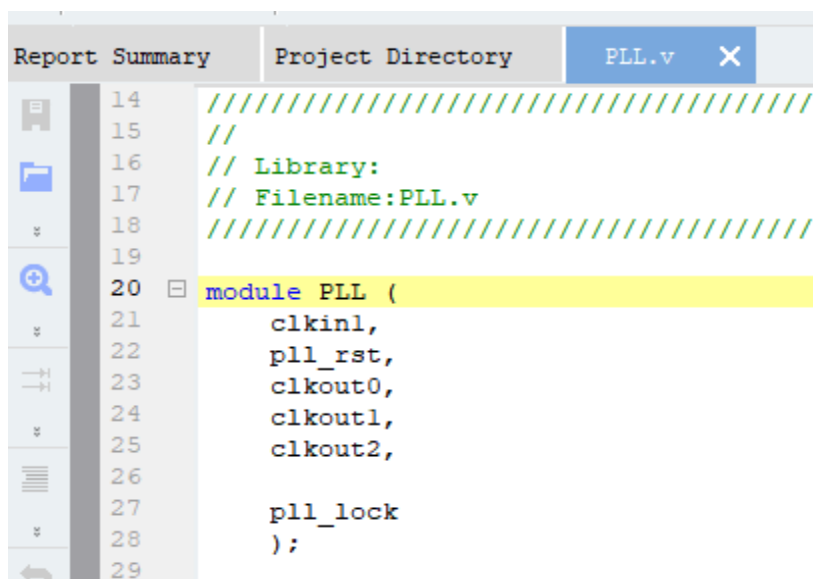 Report Summary Project Directory PLL.v
14 //////////////////////////////////////
15 //
16 // Library:
17 // Filename:PLL.v
18 //////////////////////////////////////
19
20 module PLL (
21 clkin1,
22 pll_rst,
23 clkout0,
24 clkout1,
25 clkout2,
26
27 pll_lock
28 );
29